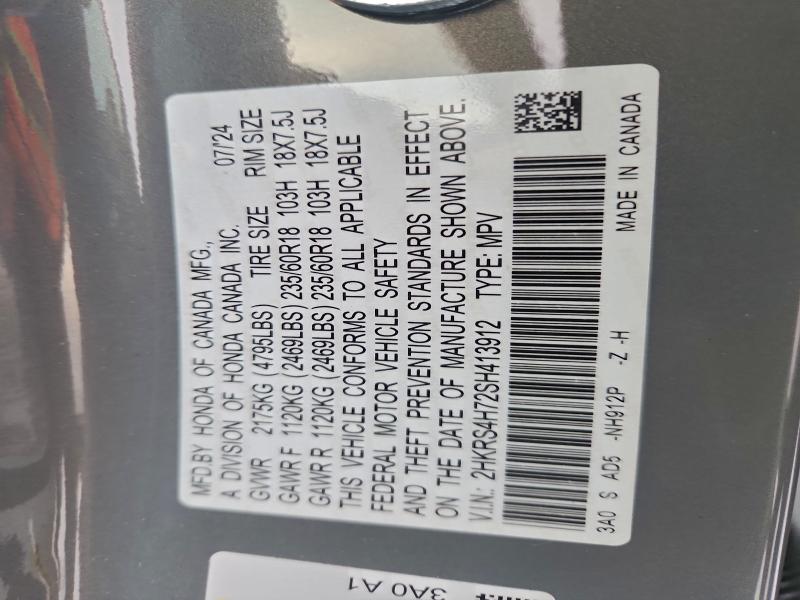 MFD.BY HONDA OF CANADA MFG.,
A DIVISION OF HONDA CANADA INC. 07/'24
GVWR 2175KG (4795LBS) TIRE SIZE RIM SIZE
GAWR F 1120KG (2469LBS) 235/60R18 103H 18X7.5J
GAWR R 1120KG (2469LBS) 235/60R18 103H 18X7.5J
THIS VEHICLE CONFORMS TO ALL APPLICABLE
FEDERAL MOTOR VEHICLE SAFETY
AND THEFT PREVENTION STANDARDS IN EFFECT
ON THE DATE OF MANUFACTURE SHOWN ABOVE.
V.I.N.: 2HKRS4H72SH413912 TYPE: MPV
3A0 S AD5 -NH912P -Z -H
MADE IN CANADA
3A0 A1